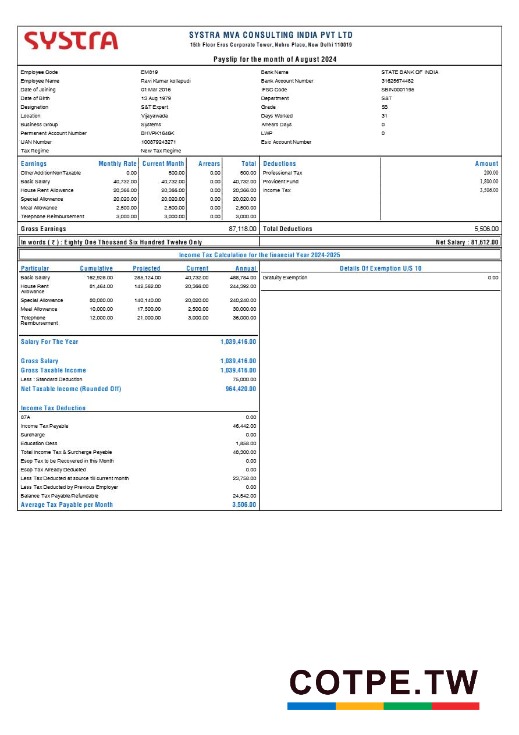 SYSTRA
SYSTRA MVA CONSULTING INDIA PVT LTD
15th Floor Eros Corporate Tower, Nehru Place, New Delhi 110019
Payslip for the month of August 2024
Employee Code EM819 Bank Name STATE BANK OF INDIA
Employee Name Ravi Kumar kollepudi Bank Account Number 31625674462
Date of Joining 01 Mar 2016 IFSC Code
Date of Birth 13 Aug 1979 Department S&T
Designation S&T Expert Grade
Location Vijayawada Days Worked 31
Business Group Systems Arrears Days 0
Permanent Account Number LWP 0
UAN Number 100879243271 Esic Account Number
Tax Regime New Tax Regime
Earnings Monthly Rate Current Month Arrears Total Deductions Amount
OtherAdditionNonTaxable 0.00 500.00 0.00 500.00 Professional Tax 200.00
Basic Salary 40,732.00 40,732.00 0.00 40,732.00 Provident Fund 1,800.00
House Rent Allowance 20,366.00 20,366.00 0.00 20,366.00 Income Tax
Special Allowance 20,020.00 20,020.00 0.00 20,020.00
Meal Allowance 2,500.00 2,500.00 0.00 2,500.00
Telephone Reimbursement 3,000.00 3,000.00 0.00 3,000.00
Gross Earnings 87,118.00 Total Deductions 5,506.00
In words ( ₹ ) : Eighty One Thousand Six Hundred Twelve Only Net Salary : 81,612.00
Income Tax Calculation for the financial Year 2024-2025
Particular Cumulative Projected Current Annual Details Of Exemption U/S 10
Basic Salary 162,928.00 285,124.00 40,732.00 488,784.00 Gratuity Exemption 0.00
House Rent Allowance 81,464.00 142,562.00 20,366.00 244,392.00
Special Allowance 80,080.00 140,140.00 20,020.00 240,240.00
Meal Allowance 10,000.00 17,500.00 2,500.00 30,000.00
Telephone Reimbursement 12,000.00 21,000.00 3,000.00 36,000.00
Salary For The Year 1,039,416.00
Gross Salary 1,039,416.00
Gross Taxable Income 1,039,416.00
Less : Standard Deduction 75,000.00
Net Taxable Income (Rounded Off) 964,420.00
Income Tax Deduction
87A 0.00
Income Tax Payable 46,442.00
Surcharge 0.00
Education Cess 1,858.00
Total Income Tax & Surcharge Payable 48,300.00
Esop Tax to be Recovered in this Month 0.00
Esop Tax Already Deducted 0.00
Less Tax Deducted at source till current month 23,758.00
Less Tax Deducted by Previous Employer 0.00
Balance Tax Payable/Refundable 24,542.00
Average Tax Payable per Month 3,506.00
COTPE.TW